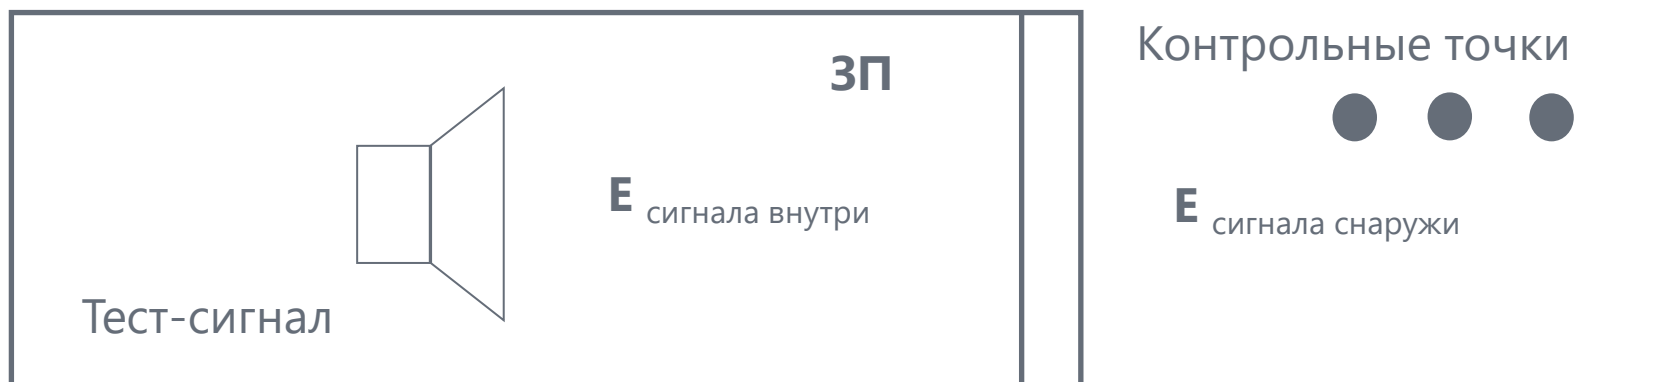 Контрольные точки
ЗП
Е сигнала внутри
Е сигнала снаружи
Тест-сигнал